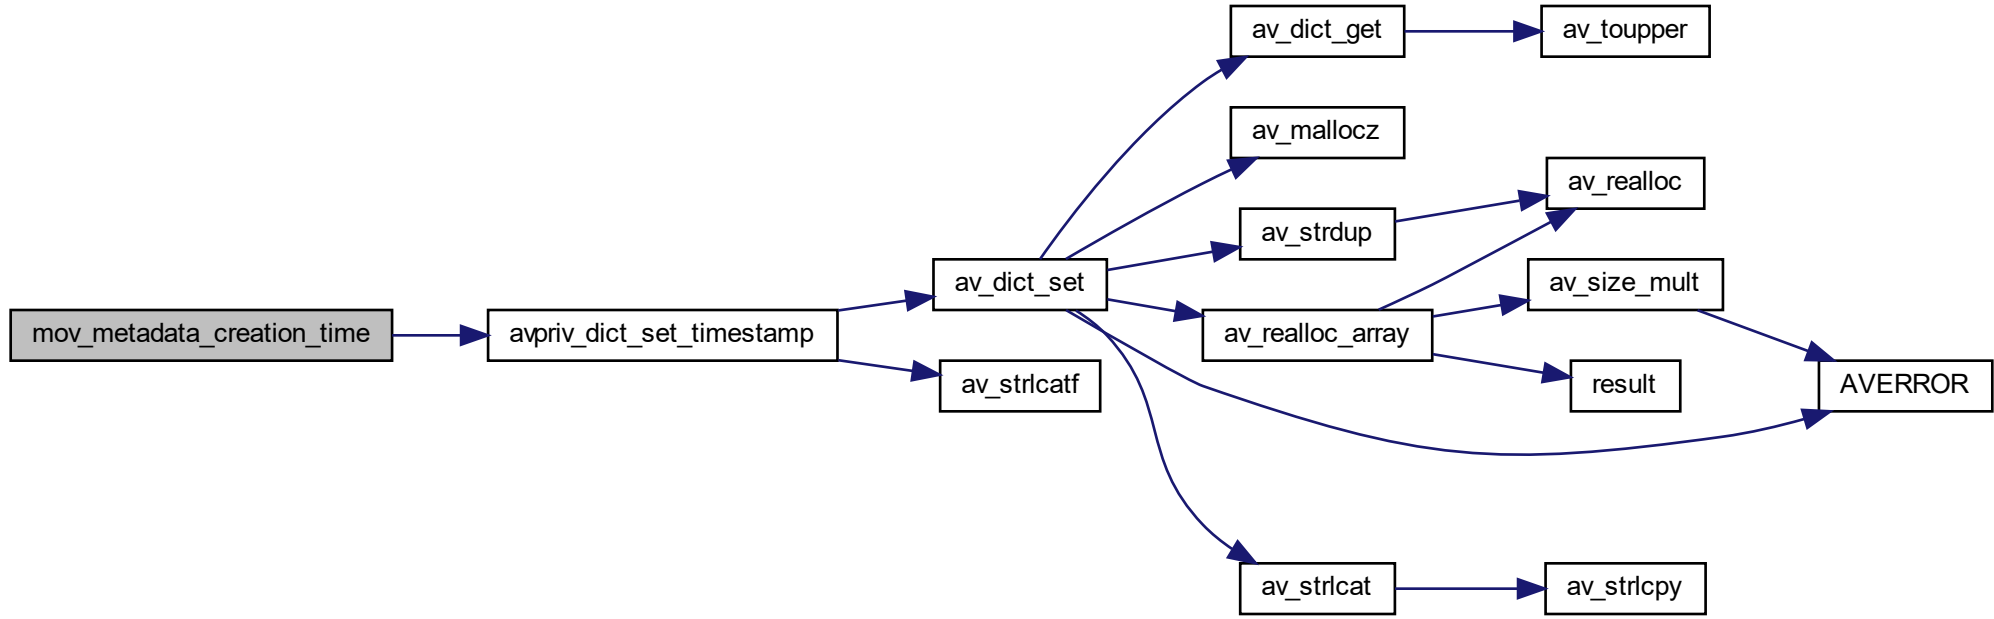 mov_metadata_creation_time
avpriv_dict_set_timestamp
av_dict_set
av_strlcatf
av_dict_get
av_toupper
av_mallocz
av_strdup
av_realloc
av_realloc_array
av_size_mult
result
AVERROR
av_strlcat
av_strlcpy